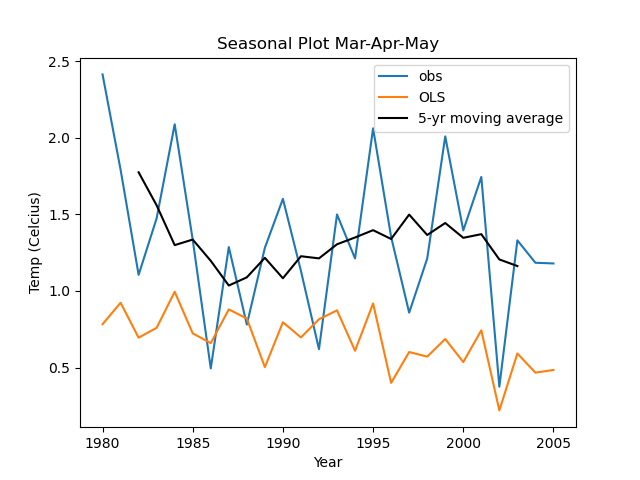 Seasonal Plot Mar-Apr-May
obs
OLS
5-yr moving average
Temp (Celcius)
2.5
2.0
1.5
1.0
0.5
1980 1985 1990 1995 2000 2005
Year